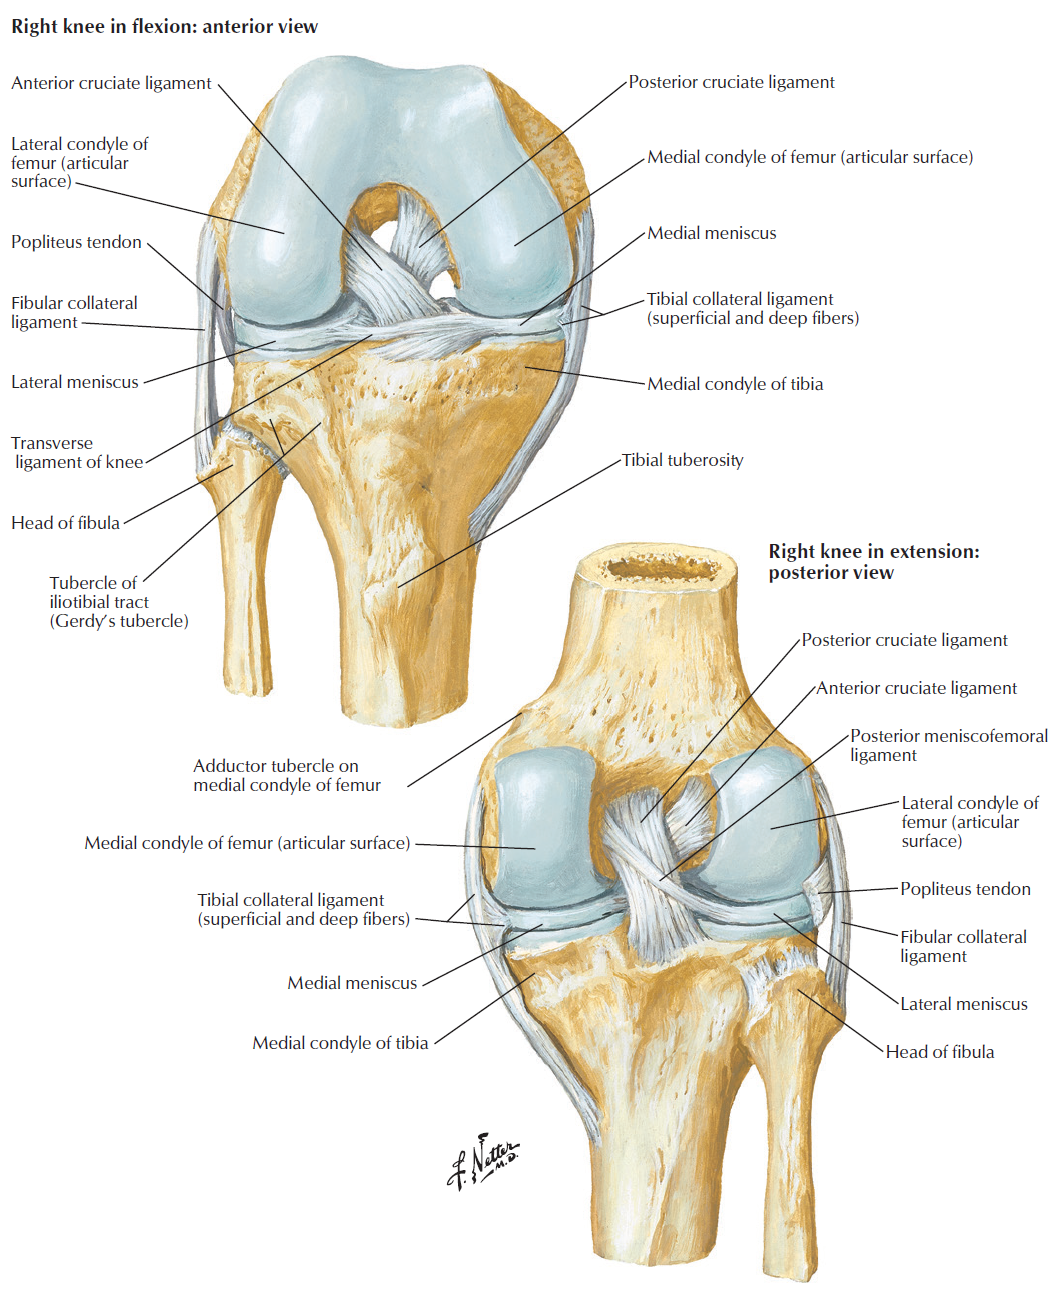 Right knee in flexion: anterior view
Anterior cruciate ligament
Lateral condyle of
femur (articular
surface)
Popliteus tendon
Fibular collateral
ligament
Lateral meniscus
Transverse
ligament of knee
Head of fibula
Tubercle of
iliotibial tract
(Gerdy's tubercle)
Posterior cruciate ligament
Medial condyle of femur (articular surface)
Medial meniscus
Tibial collateral ligament
(superficial and deep fibers)
Medial condyle of tibia
Tibial tuberosity
Right knee in extension:
posterior view
Adductor tubercle on
medial condyle of femur
Medial condyle of femur (articular surface)
Tibial collateral ligament
(superficial and deep fibers)
Medial meniscus
Medial condyle of tibia
Posterior cruciate ligament
Anterior cruciate ligament
Posterior meniscofemoral
ligament
Lateral condyle of
femur (articular
surface)
Popliteus tendon
Fibular collateral
ligament
Lateral meniscus
Head of fibula
F. Netter
M.D.